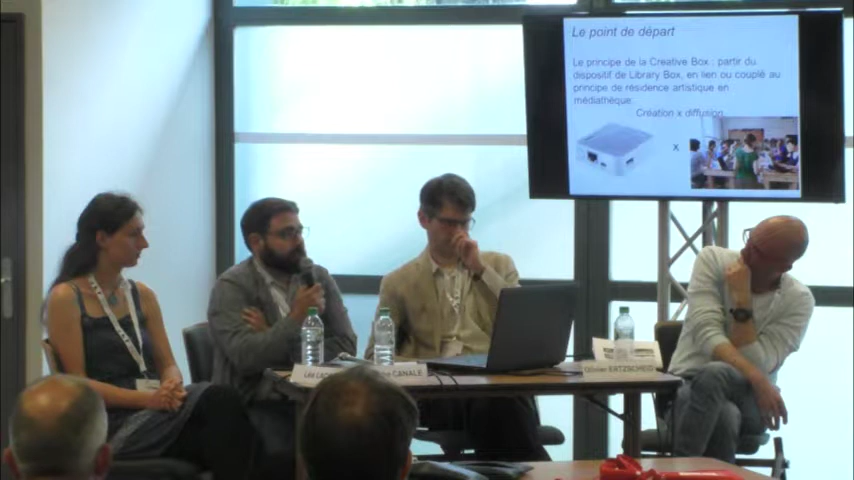 Le point de départ
Le principe de la Creative Box : partir du
dispositif de Library Box, en lien ou couplé au
principe de résidence artistique en
médiathèque.
Création x diffusion
x
CANALE
Olivier ERTZSCHEID